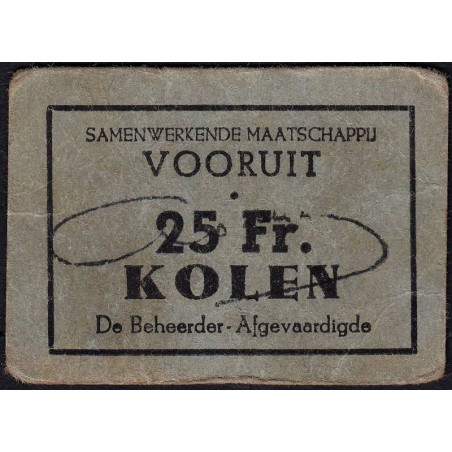 SAMENWERKENDE MAATSCHAPPIJ
VOORUIT
25 Fr.
KOLEN
De Beheerder-Afgevaardigde